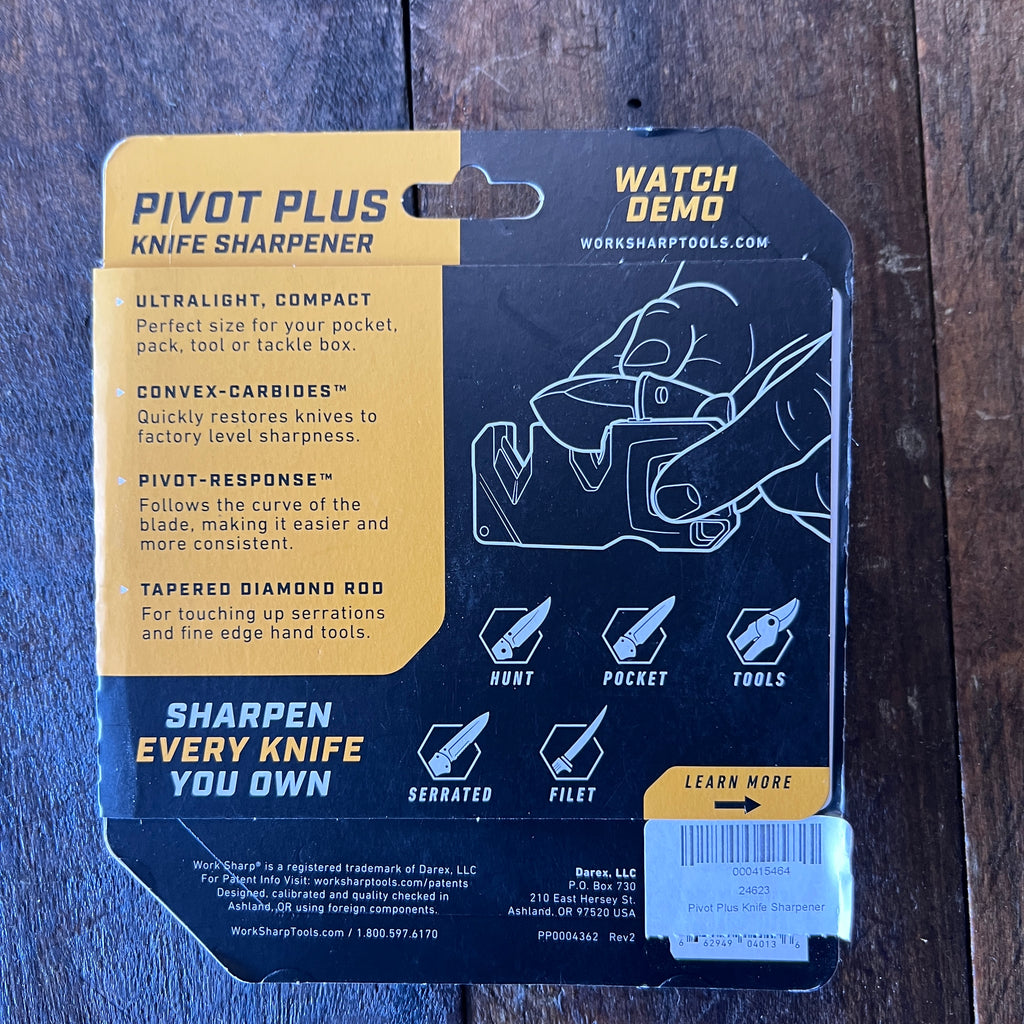 PIVOT PLUS
KNIFE SHARPENER
WATCH
DEMO
WORKSHARPTOOLS.COM
ULTRALIGHT, COMPACT
Perfect size for your pocket,
pack, tool or tackle box.
CONVEX-CARBIDES™
Quickly restores knives to
factory level sharpness.
PIVOT-RESPONSE™
Follows the curve of the
blade, making it easier and
more consistent.
TAPERED DIAMOND ROD
For touching up serrations
and fine edge hand tools.
HUNT
POCKET
TOOLS
SERRATED
FILET
SHARPEN
EVERY KNIFE
YOU OWN
LEARN MORE
Work Sharp® is a registered trademark of Darex, LLC
For Patent Info Visit: worksharptools.com/patents
Designed, calibrated and quality checked in
Ashland, OR using foreign components.
WorkSharpTools.com / 1.800.597.6170
Darex, LLC
P.O. Box 730
210 East Hersey St.
Ashland, OR 97520 USA
PP0004362 Rev2
000415464
24623
Pivot Plus Knife Sharpener
6 62949 04013 6